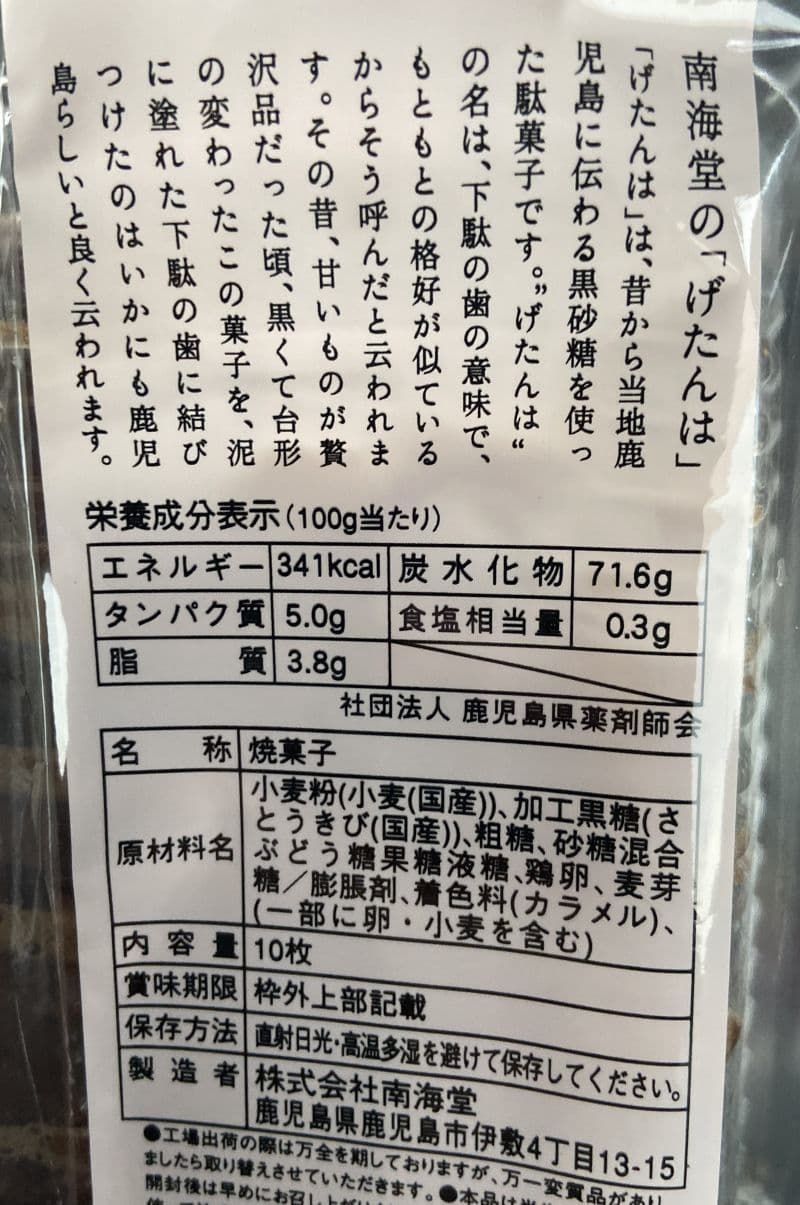 南海堂の「げたんは」
「げたんは」は、昔から当地鹿
児島に伝わる黒砂糖を使っ
た駄菓子です。〝げたんは〟
の名は、下駄の歯の意味で、
もともとの格好が似ている
からそう呼んだと云われま
す。その昔、甘いものが贅
沢品だった頃、黒くて台形
の変わったこの菓子を、泥
に塗れた下駄の歯に結び
つけたのはいかにも鹿児
島らしいと良く云われます。
栄養成分表示(100g当たり)
エネルギー 341kcal 炭水化物 71.6g
タンパク質 5.0g 食塩相当量 0.3g
脂質 3.8g
社団法人 鹿児島県薬剤師会
名称 焼菓子
原材料名 小麦粉(小麦(国産))、加工黒糖(さ
とうきび(国産))、粗糖、砂糖混合
ぶどう糖果糖液糖、鶏卵、麦芽
糖/膨脹剤、着色料(カラメル)、
(一部に卵・小麦を含む)
内容量 10枚
賞味期限 枠外上部記載
保存方法 直射日光・高温多湿を避けて保存してください。
製造者 株式会社南海堂
鹿児島県鹿児島市伊敷4丁目13-15
●工場出荷の際は万全を期しておりますが、万一変質品があり
ましたら取り替えさせていただきます。●本品は
開封後は早めにお召し上がり